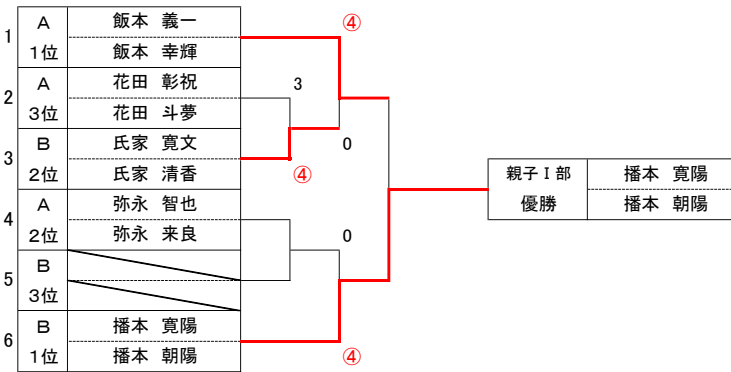 1 A 飯本 義一 ④
1位 飯本 幸輝
2 A 花田 彰祝 3
3位 花田 斗夢
3 B 氏家 寛文 0
2位 氏家 清香 ④
親子Ⅰ部 播本 寛陽
優勝 播本 朝陽
4 A 弥永 智也 0
2位 弥永 来良
5 B
3位
6 B 播本 寛陽
1位 播本 朝陽 ④